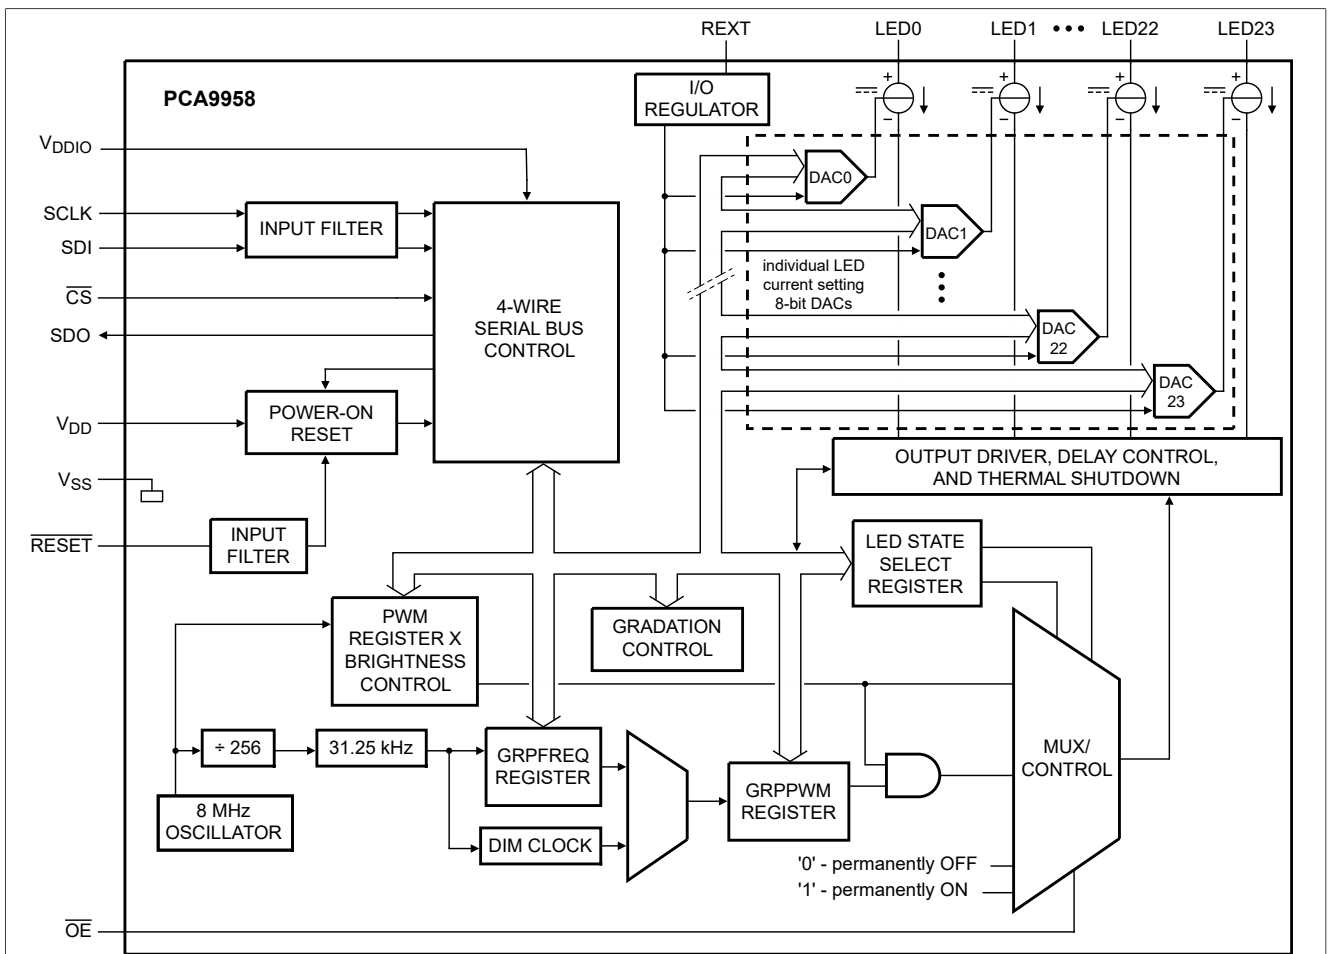 REXT
LED0
LED1 ••• LED22
LED23
PCA9958
I/O
REGULATOR
+
+
+
+
−
−
−
−
VDDIO
DAC0
SCLK
INPUT FILTER
SDI
DAC1
individual LED
current setting
8-bit DACs
CS
4-WIRE
SERIAL BUS
CONTROL
SDO
DAC
22
DAC
23
POWER-ON
RESET
VDD
OUTPUT DRIVER, DELAY CONTROL,
AND THERMAL SHUTDOWN
VSS
RESET
INPUT
FILTER
LED STATE
SELECT
REGISTER
PWM
REGISTER X
BRIGHTNESS
CONTROL
GRADATION
CONTROL
÷ 256
31.25 kHz
GRPFREQ
REGISTER
MUX/
CONTROL
GRPPWM
REGISTER
8 MHz
OSCILLATOR
DIM CLOCK
'0' - permanently OFF
'1' - permanently ON
OE